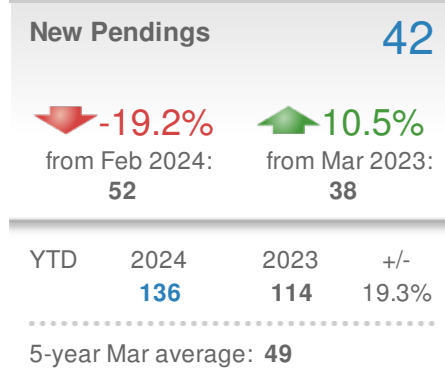 New Pendings 42
-19.2% 10.5%
from Feb 2024: from Mar 2023:
52 38
YTD 2024 2023 +/-
136 114 19.3%
5-year Mar average: 49